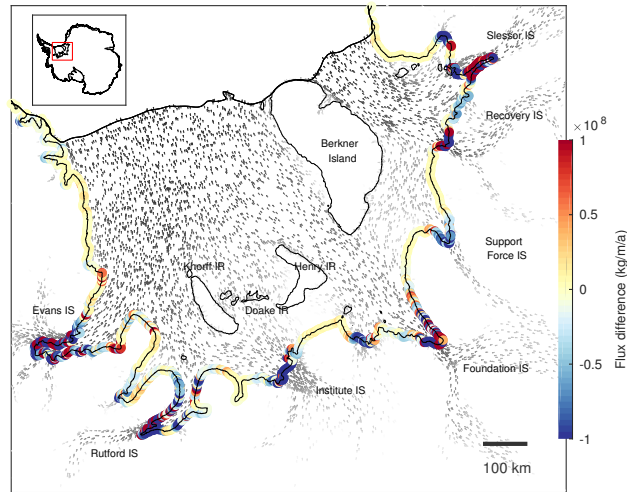 Slessor IS
Recovery IS
Berkner
Island
Support
Force IS
Korff IR
Henry IR
Doake IR
Evans IS
Foundation IS
Institute IS
Rutford IS
100 km
× 10 8
1
0.5
0
-0.5
-1
Flux difference (kg/m/a)